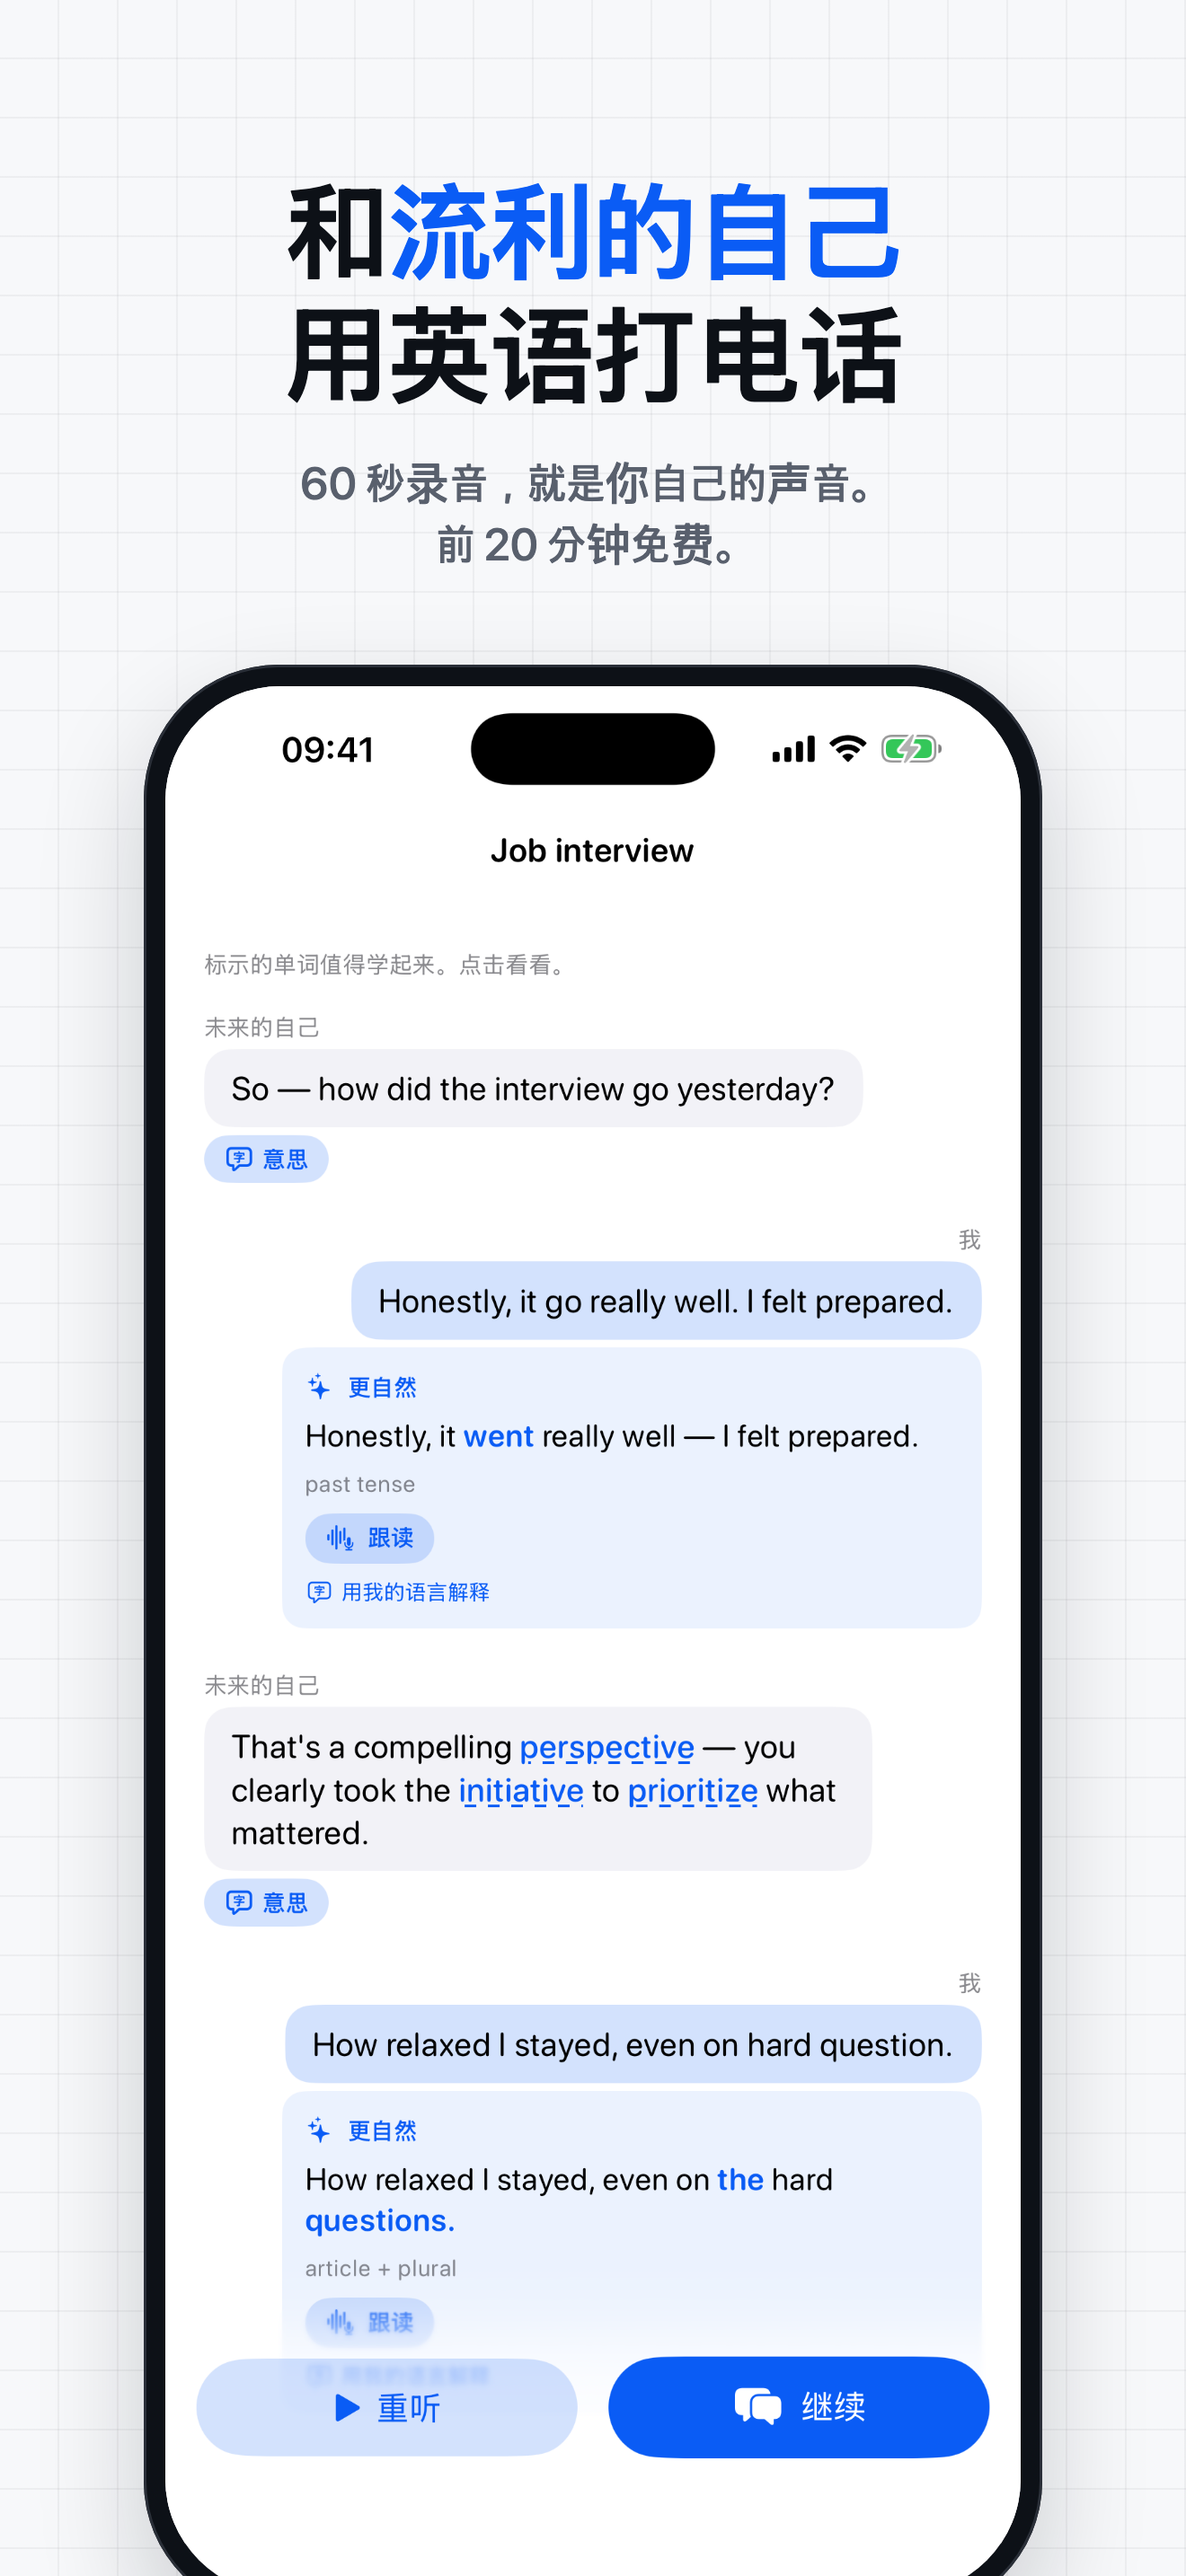 和流利的自己
用英语打电话
60 秒录音，就是你自己的声音。
前 20 分钟免费。
09:41
Job interview
标示的单词值得学起来。点击看看。
未来的自己
So — how did the interview go yesterday?
字 意思
我
Honestly, it go really well. I felt prepared.
更自然
Honestly, it went really well — I felt prepared.
past tense
跟读
字 用我的语言解释
未来的自己
That's a compelling perspective — you
clearly took the initiative to prioritize what
mattered.
字 意思
我
How relaxed I stayed, even on hard question.
更自然
How relaxed I stayed, even on the hard
questions.
article + plural
跟读
重听
继续